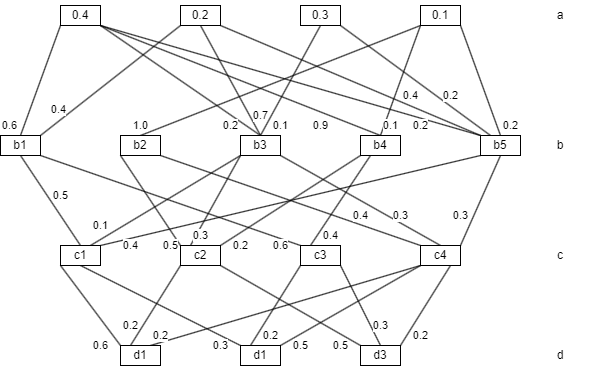 0.4 0.2 0.3 0.1 a
0.4 0.2
0.4
0.6 1.0 0.2 0.7 0.1 0.9 0.1 0.2 0.2
b1 b2 b3 b4 b5 b
0.5
0.1 0.4 0.3 0.3
0.4 0.5 0.3 0.2 0.6 0.4
c1 c2 c3 c4 c
0.2 0.3
0.6 0.2 0.3 0.2 0.5 0.5 0.2
d1 d1 d3 d